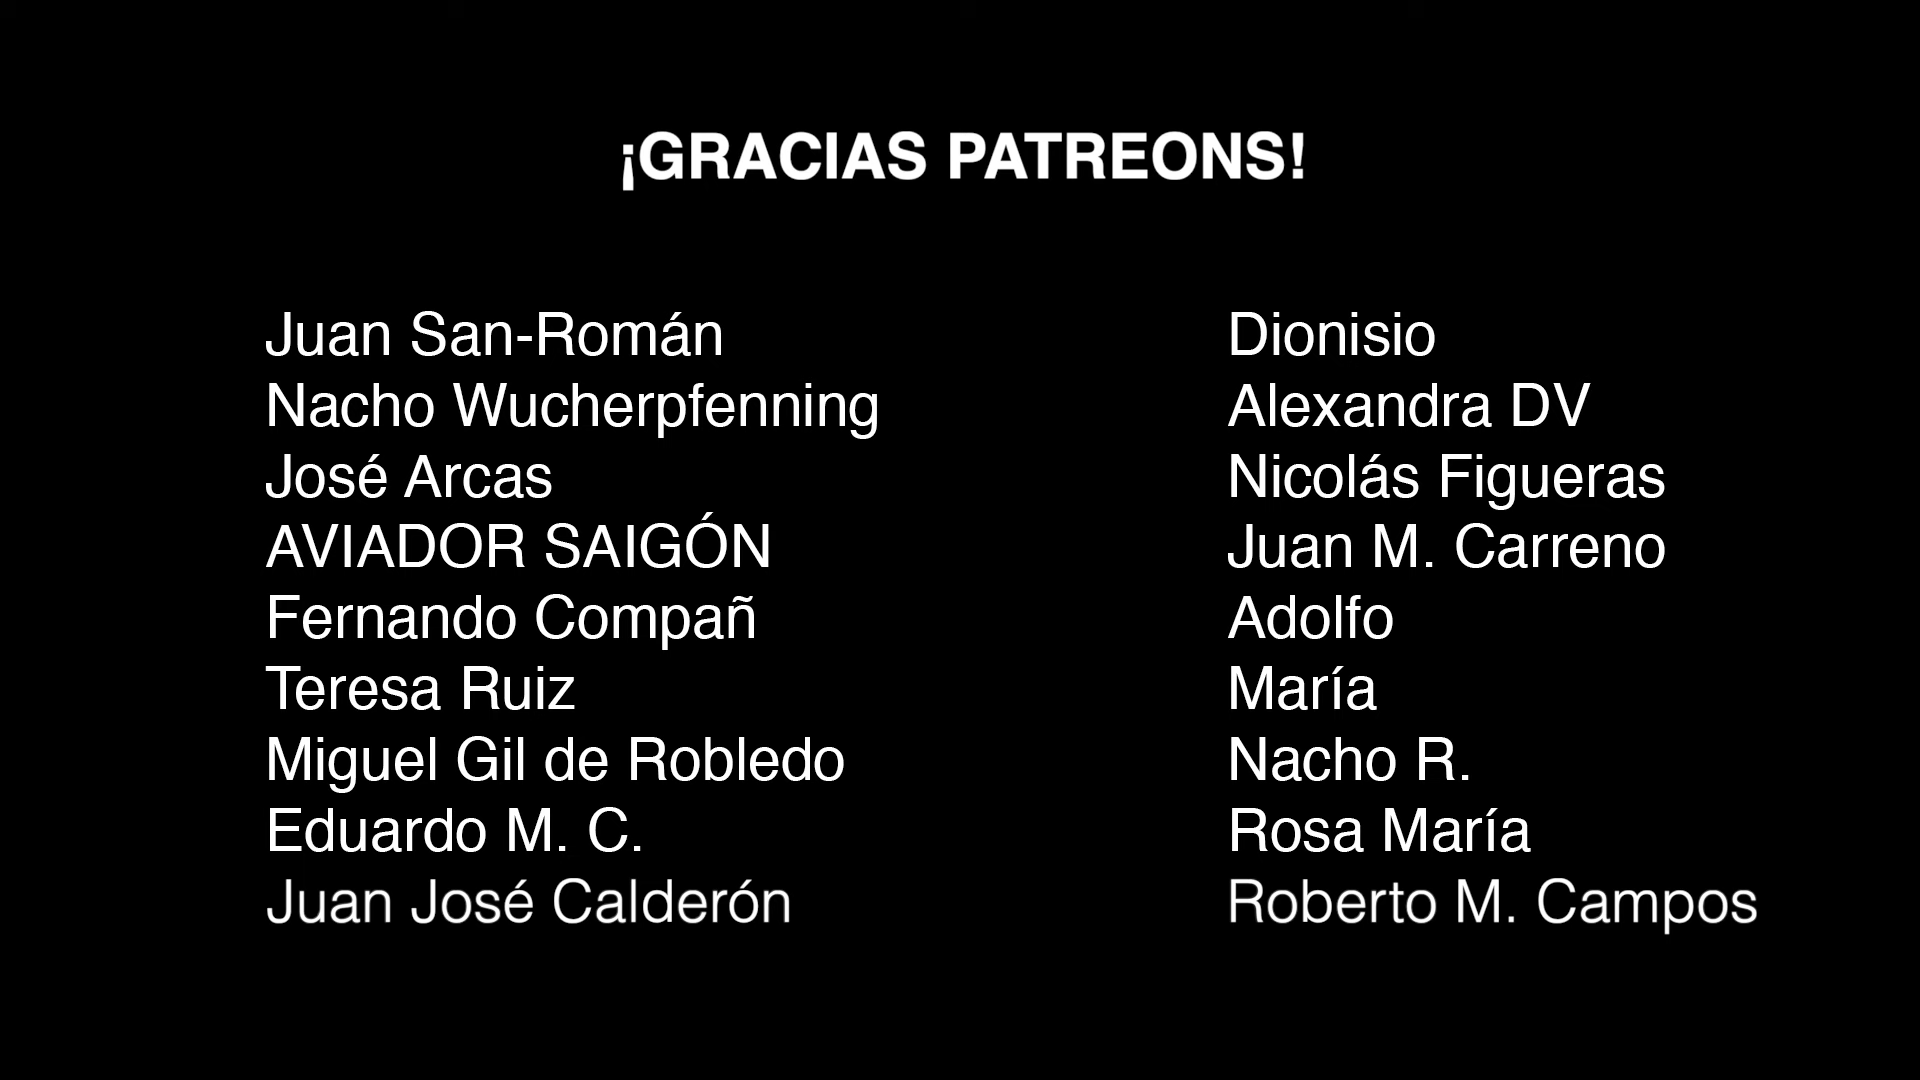 ¡GRACIAS PATREONS!
Juan San-Román
Nacho Wucherpfenning
José Arcas
AVIADOR SAIGÓN
Fernando Compañ
Teresa Ruiz
Miguel Gil de Robledo
Eduardo M. C.
Juan José Calderón
Dionisio
Alexandra DV
Nicolás Figueras
Juan M. Carreno
Adolfo
María
Nacho R.
Rosa María
Roberto M. Campos